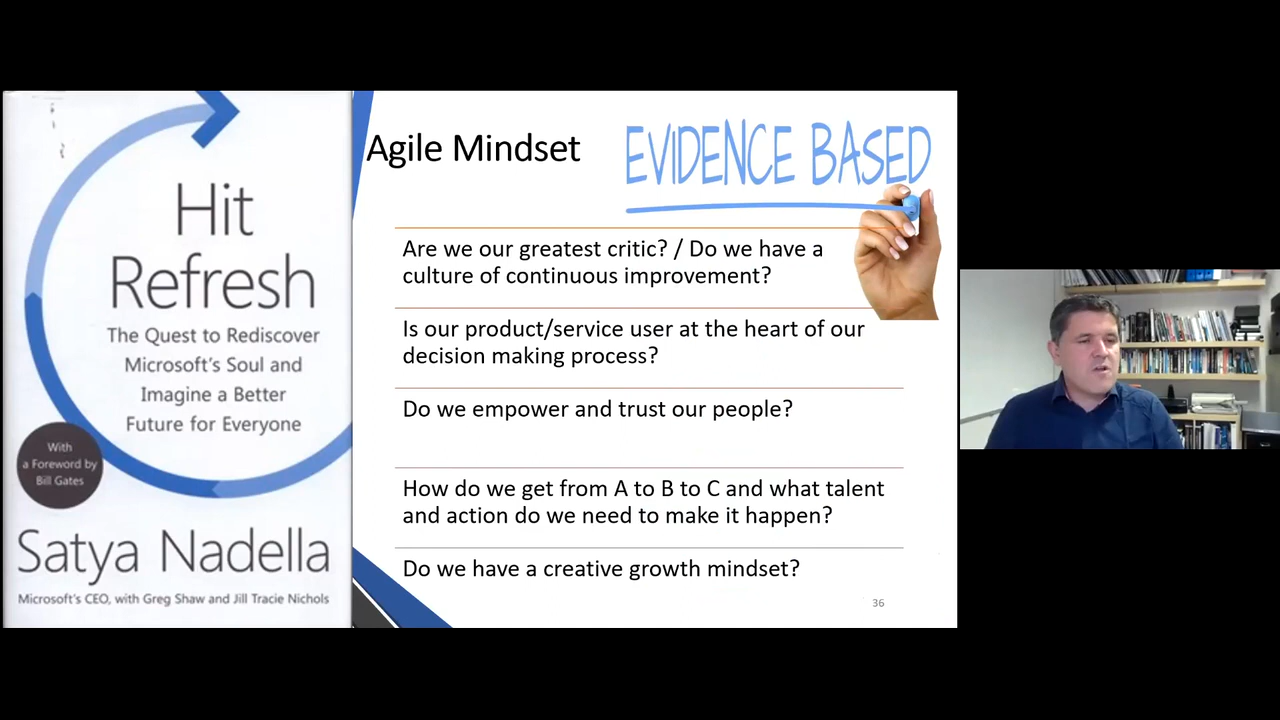 Hit
Refresh
The Quest to Rediscover
Microsoft's Soul and
Imagine a Better
Future for Everyone
With
a Foreword by
Bill Gates
Satya Nadella
Microsoft's CEO, with Greg Shaw and Jill Tracie Nichols
Agile Mindset
EVIDENCE BASED
Are we our greatest critic? / Do we have a
culture of continuous improvement?
Is our product/service user at the heart of our
decision making process?
Do we empower and trust our people?
How do we get from A to B to C and what talent
and action do we need to make it happen?
Do we have a creative growth mindset?
36